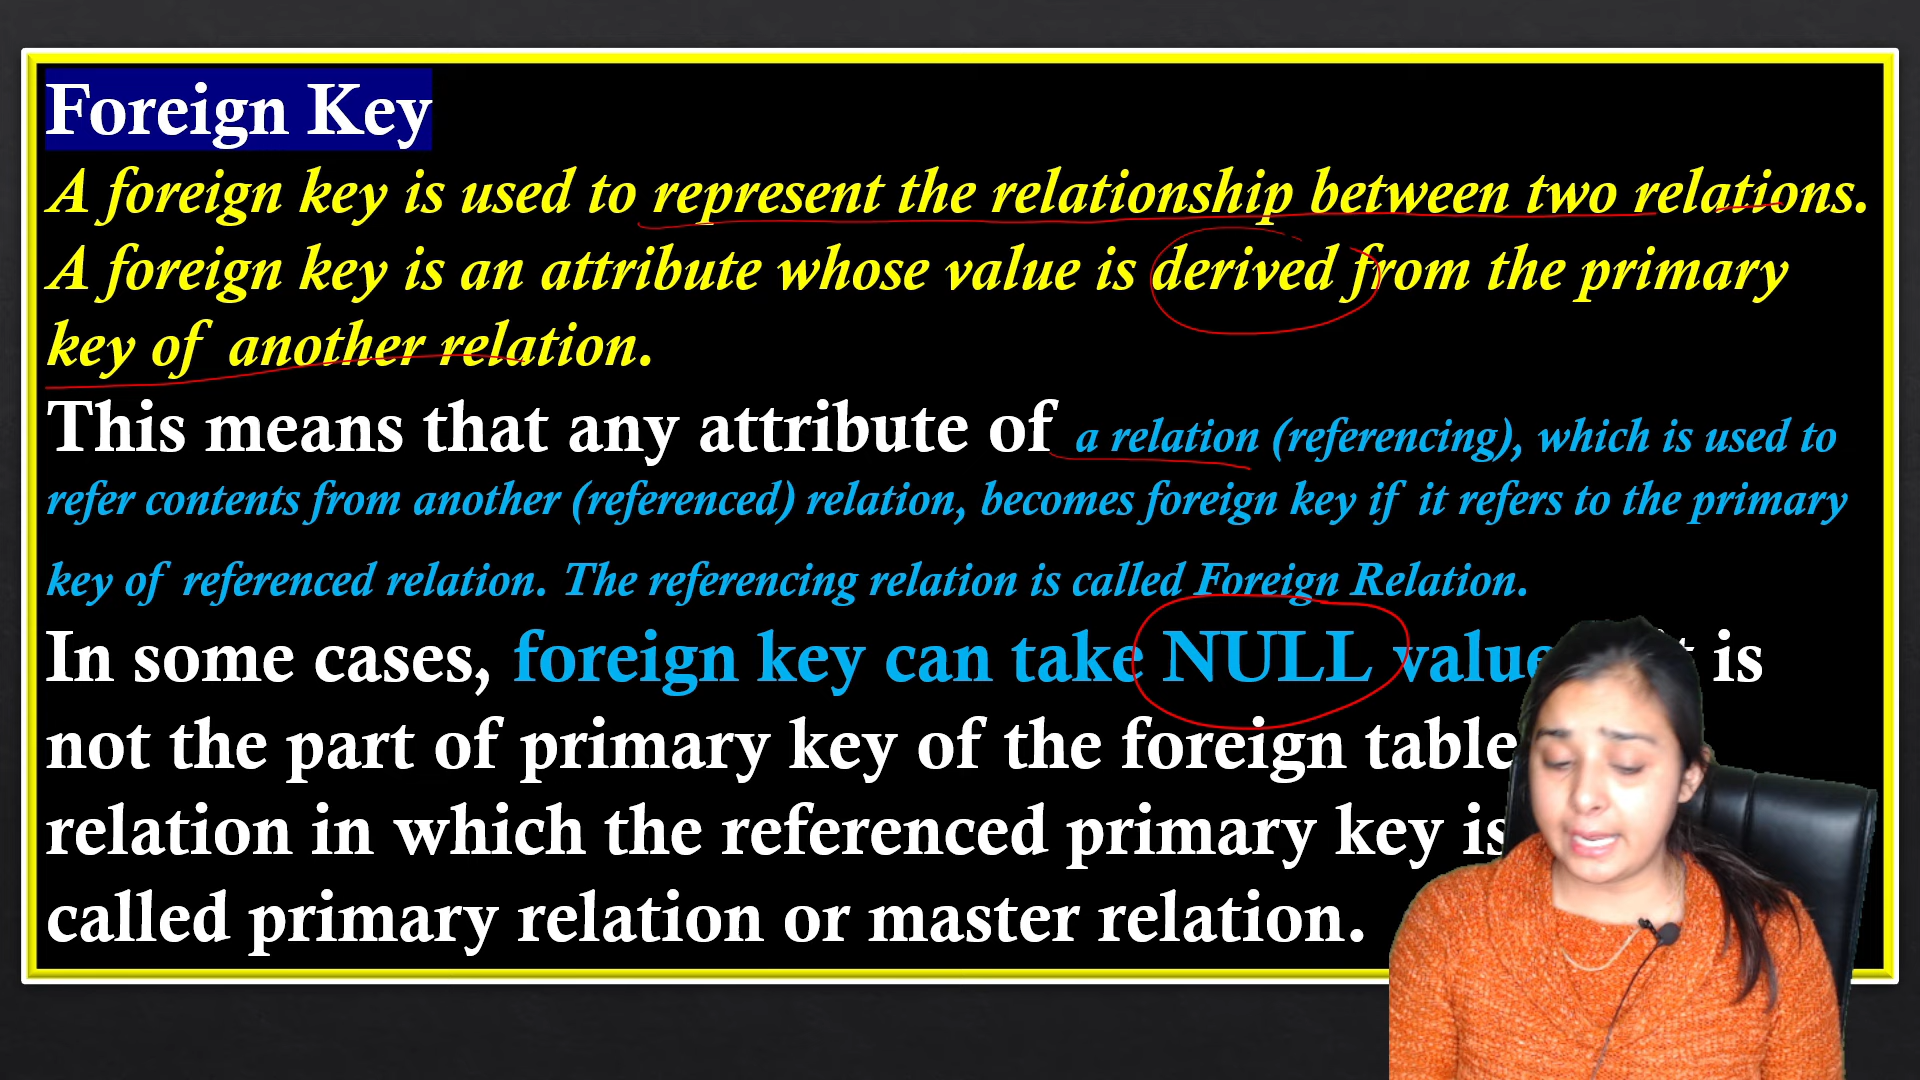 Foreign Key
A foreign key is used to represent the relationship between two relations.
A foreign key is an attribute whose value is derived from the primary
key of another relation.
This means that any attribute of a relation (referencing), which is used to
refer contents from another (referenced) relation, becomes foreign key if it refers to the primary
key of referenced relation. The referencing relation is called Foreign Relation.
In some cases, foreign key can take NULL value is
not the part of primary key of the foreign table
relation in which the referenced primary key is
called primary relation or master relation.